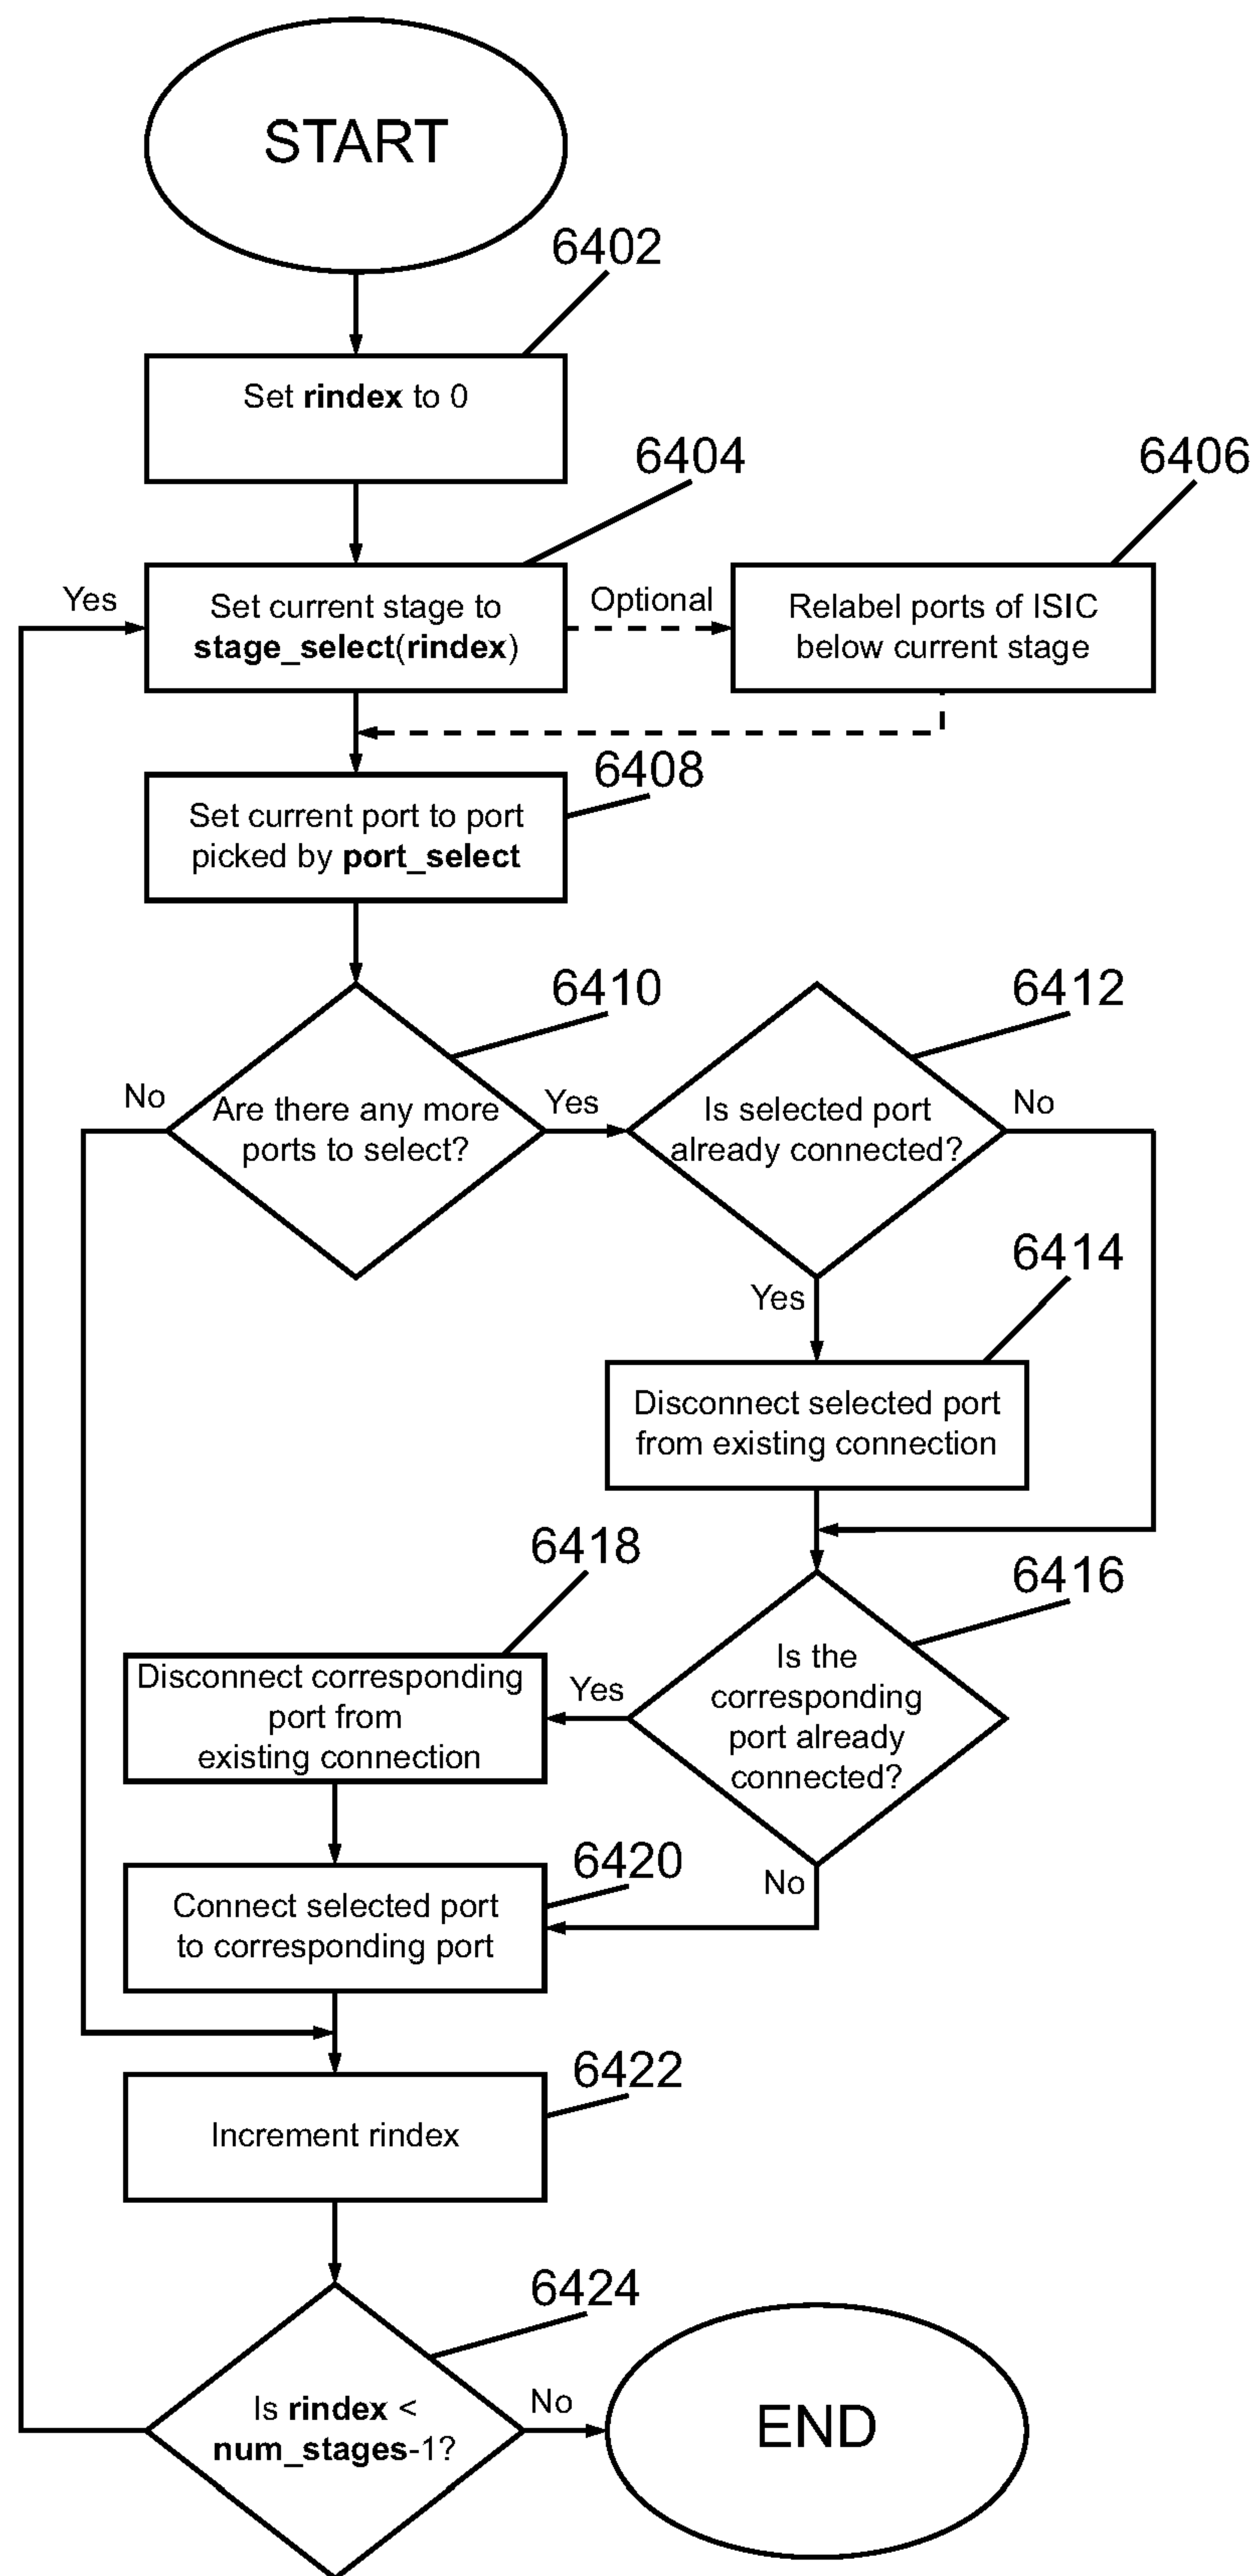 START
6402
Set rindex to 0
6404
6406
Yes
Set current stage to
stage_select(rindex)
Optional
Relabel ports of ISIC
below current stage
6408
Set current port to port
picked by port_select
6410
6412
No
Are there any more
ports to select?
Yes
Is selected port
already connected?
No
6414
Yes
Disconnect selected port
from existing connection
6418
6416
Disconnect corresponding
port from
existing connection
Yes
Is the
corresponding
port already
connected?
6420
No
Connect selected port
to corresponding port
6422
Increment rindex
6424
Is rindex <
num_stages-1?
No
END